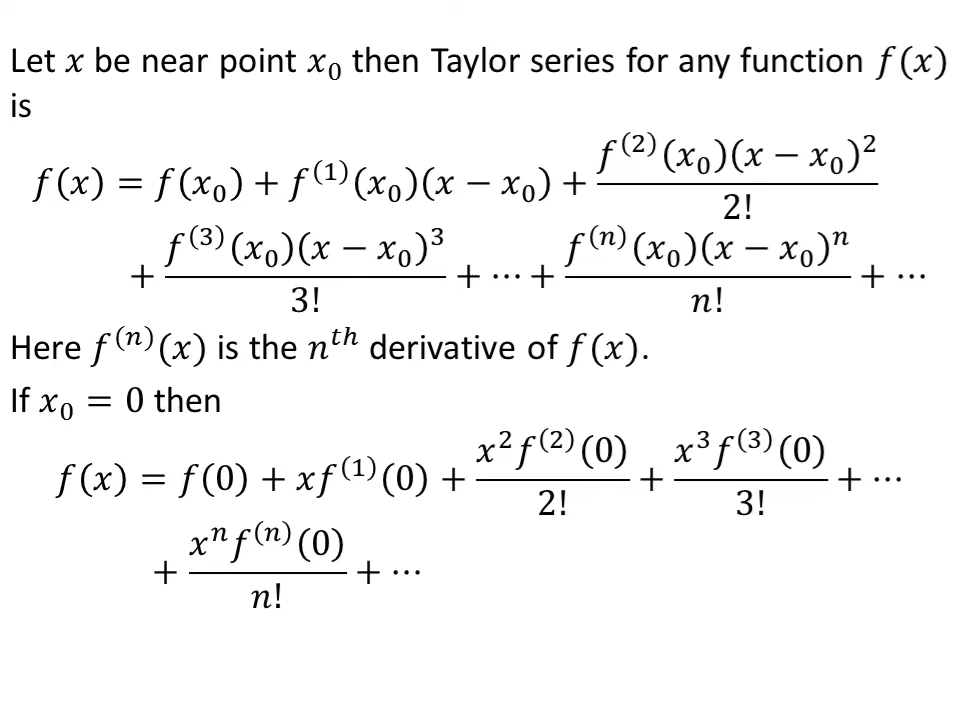 Let 𝑥 be near point 𝑥₀ then Taylor series for any function 𝑓(𝑥)
is
𝑓(𝑥) = 𝑓(𝑥₀) + 𝑓⁽¹⁾(𝑥₀)(𝑥 − 𝑥₀) + 𝑓⁽²⁾(𝑥₀)(𝑥 − 𝑥₀)² / 2!
+ 𝑓⁽³⁾(𝑥₀)(𝑥 − 𝑥₀)³ / 3! + ⋯ + 𝑓⁽ⁿ⁾(𝑥₀)(𝑥 − 𝑥₀)ⁿ / 𝑛! + ⋯
Here 𝑓⁽ⁿ⁾(𝑥) is the 𝑛ᵗʰ derivative of 𝑓(𝑥).
If 𝑥₀ = 0 then
𝑓(𝑥) = 𝑓(0) + 𝑥𝑓⁽¹⁾(0) + 𝑥²𝑓⁽²⁾(0) / 2! + 𝑥³𝑓⁽³⁾(0) / 3! + ⋯
+ 𝑥ⁿ𝑓⁽ⁿ⁾(0) / 𝑛! + ⋯